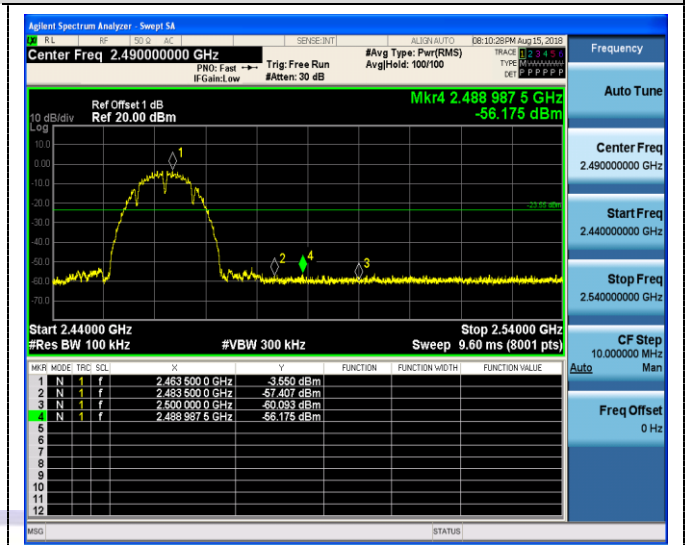 Agilent Spectrum Analyzer - Swept SA
RL RF 50 Ω AC SENSE:INT ALIGN AUTO 08:10:28 PM Aug 15, 2018
Center Freq 2.490000000 GHz
PNO: Fast
IFGain:Low
Trig: Free Run
#Atten: 30 dB
#Avg Type: Pwr(RMS)
Avg|Hold: 100/100
TRACE 1 2 3 4 5 6
TYPE
DET P P P P P P
Ref Offset 1 dB
10 dB/div Ref 20.00 dBm
Log
Mkr4 2.488 987 5 GHz
-56.175 dBm
10.0
0.00
-10.0
-20.0
-30.0
-40.0
-50.0
-60.0
-70.0
1
2
4
3
-23.55 dBm
Start 2.44000 GHz Stop 2.54000 GHz
#Res BW 100 kHz #VBW 300 kHz Sweep 9.60 ms (8001 pts)
MKR MODE TRC SCL X Y FUNCTION FUNCTION WIDTH FUNCTION VALUE
1 N 1 f 2.463 500 0 GHz -3.550 dBm
2 N 1 f 2.483 500 0 GHz -57.407 dBm
3 N 1 f 2.500 000 0 GHz -60.093 dBm
4 N 1 f 2.488 987 5 GHz -56.175 dBm
5
6
7
8
9
10
11
12
MSG STATUS
Frequency
Auto Tune
Center Freq
2.490000000 GHz
Start Freq
2.440000000 GHz
Stop Freq
2.540000000 GHz
CF Step
10.000000 MHz
Auto Man
Freq Offset
0 Hz